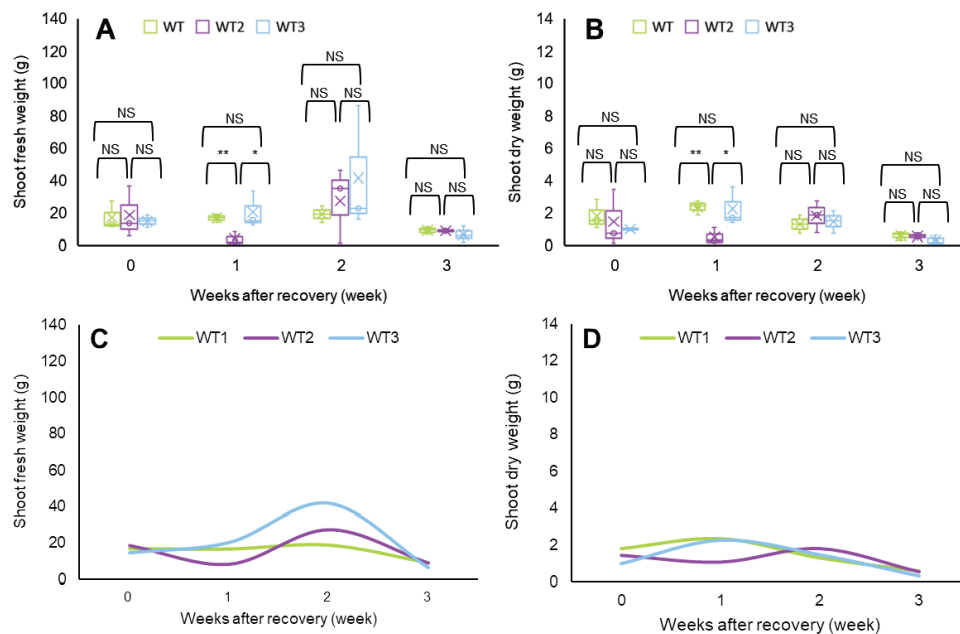 A
WT WT2 WT3
Shoot fresh weight (g)
140
120
100
80
60
40
20
0
NS
NS NS
NS
** *
NS
NS NS
NS
NS NS
0 1 2 3
Weeks after recovery (week)
B
WT WT2 WT3
Shoot dry weight (g)
14
12
10
8
6
4
2
0
NS
NS NS
NS
** *
NS
NS NS
NS
NS NS
0 1 2 3
Weeks after recovery (week)
C
WT1 WT2 WT3
Shoot fresh weight (g)
140
120
100
80
60
40
20
0
0 1 2 3
Weeks after recovery (week)
D
WT1 WT2 WT3
Shoot dry weight (g)
14
12
10
8
6
4
2
0
0 1 2 3
Weeks after recovery (week)